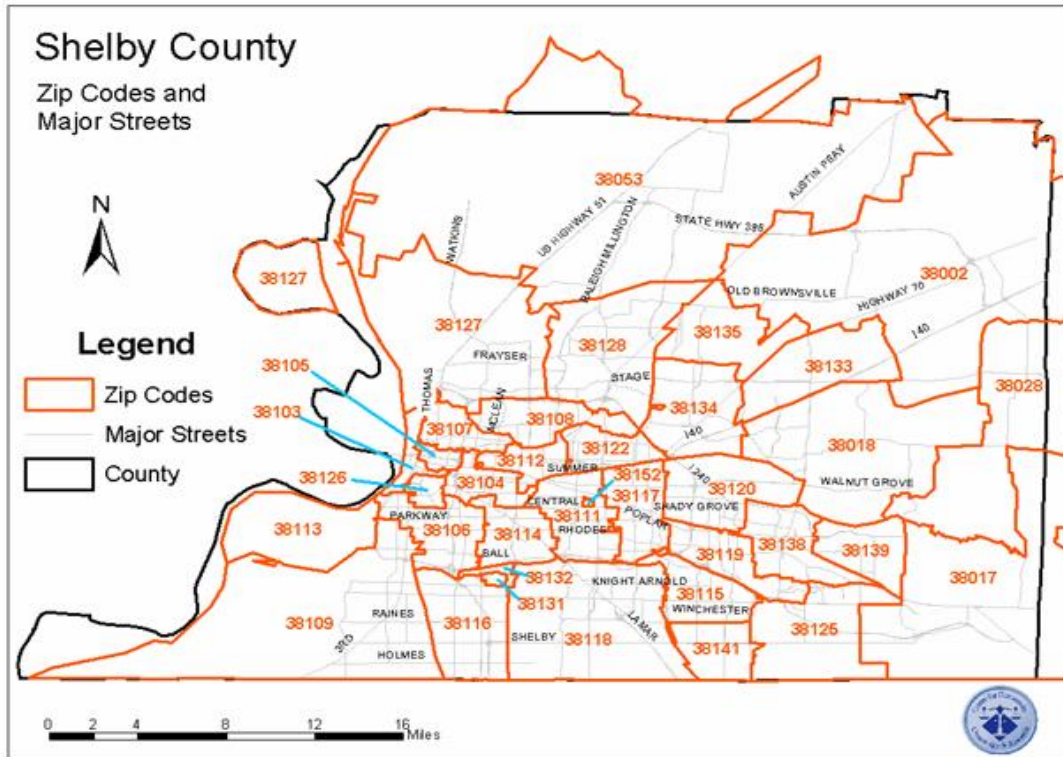 Shelby County
Zip Codes and
Major Streets
N
38053
AUSTIN PEAY
US HIGHWAY 51
RALEIGH MILLINGTON
STATE HWY 385
WATKINS
38127
38002
OLD BROWNSVILLE
HIGHWAY 70
I40
38127
38135
38128
Legend
FRAYSER
38133
38105
STAGE
38028
Zip Codes
THOMAS
MCLEAN
38134
38103
38107
38108
I40
Major Streets
38122
38018
38112
SUMMER
38152
I240
County
38126
38104
38117
38120
WALNUT GROVE
CENTRAL
38111
POPLAR
SHADY GROVE
PARKWAY
38113
38106
38114
RHODES
38119
38138
38139
BALL
38132
KNIGHT ARNOLD
38017
38131
38115
WINCHESTER
RAINES
38109
38116
SHELBY
38118
LAMAR
38125
3RD
HOLMES
38141
0 2 4 8 12 16
Miles